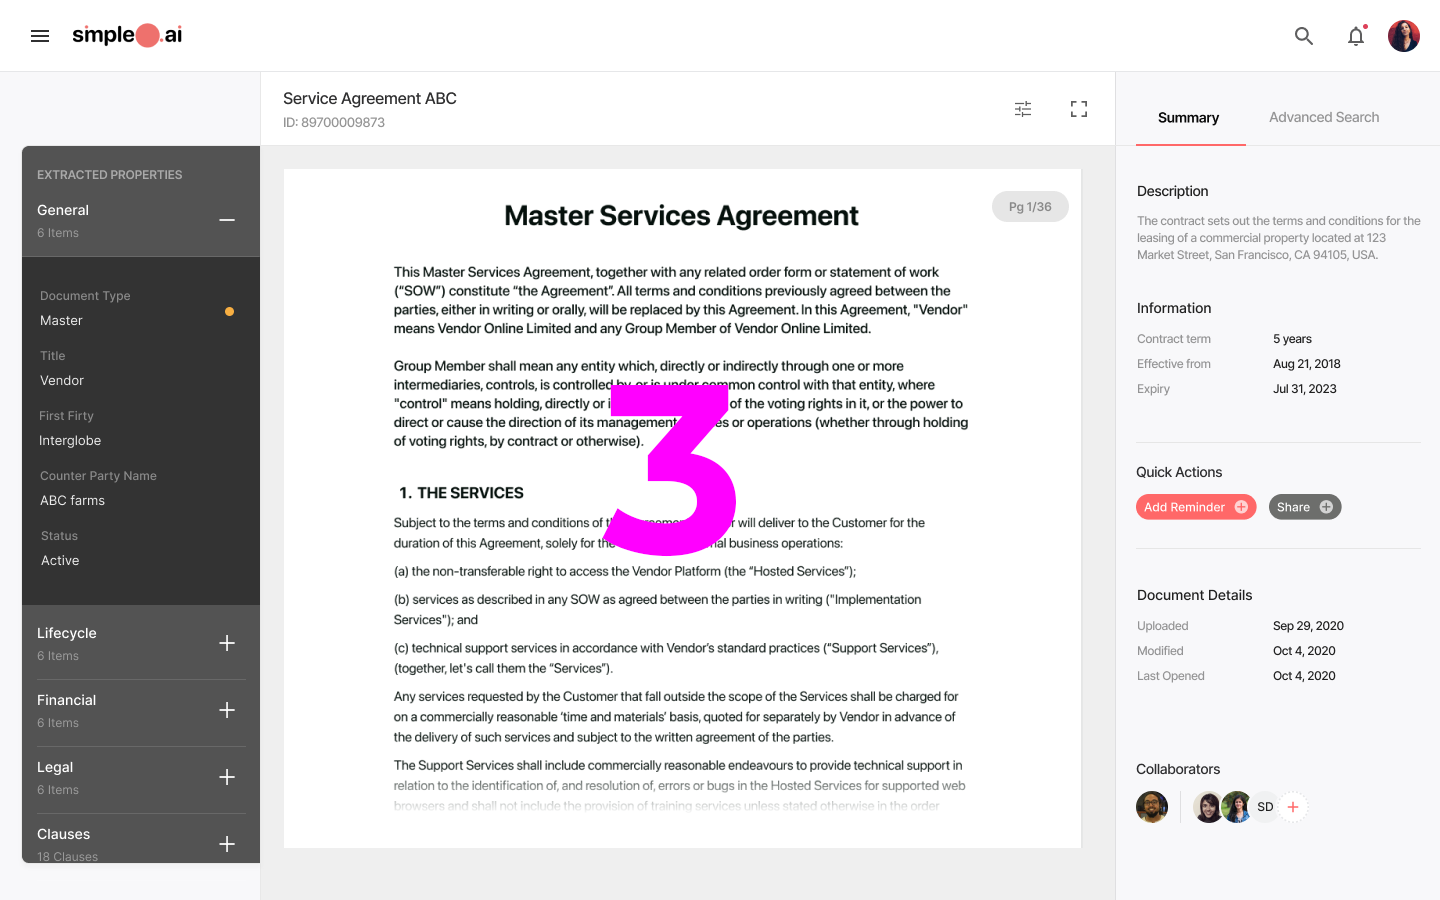 smple.ai
Service Agreement ABC
ID: 89700009873
Summary
Advanced Search
EXTRACTED PROPERTIES
General
6 Items
Document Type
Master
Title
Vendor
First Firty
Interglobe
Counter Party Name
ABC farms
Status
Active
Lifecycle
6 Items
Financial
6 Items
Legal
6 Items
Clauses
18 Clauses
Pg 1/36
Master Services Agreement
This Master Services Agreement, together with any related order form or statement of work
(“SOW”) constitute “the Agreement”. All terms and conditions previously agreed between the
parties, either in writing or orally, will be replaced by this Agreement. In this Agreement, "Vendor"
means Vendor Online Limited and any Group Member of Vendor Online Limited.
Group Member shall mean any entity which, directly or indirectly through one or more
intermediaries, controls, is controlled by, or is under common control with that entity, where
"control" means holding, directly or of the voting rights in it, or the power to
direct or cause the direction of its management or operations (whether through holding
of voting rights, by contract or otherwise).
3
1. THE SERVICES
Subject to the terms and conditions of will deliver to the Customer for the
duration of this Agreement, solely for business operations:
(a) the non-transferable right to access the Vendor Platform (the “Hosted Services”);
(b) services as described in any SOW as agreed between the parties in writing ("Implementation
Services"); and
(c) technical support services in accordance with Vendor’s standard practices (“Support Services”),
(together, let's call them the “Services”).
Any services requested by the Customer that fall outside the scope of the Services shall be charged for
on a commercially reasonable ‘time and materials’ basis, quoted for separately by Vendor in advance of
the delivery of such services and subject to the written agreement of the parties.
The Support Services shall include commercially reasonable endeavours to provide technical support in
relation to the identification of, and resolution of, errors or bugs in the Hosted Services for supported web
browsers and shall not include the provision of training services unless stated otherwise in the order
Description
The contract sets out the terms and conditions for the
leasing of a commercial property located at 123
Market Street, San Francisco, CA 94105, USA.
Information
Contract term 5 years
Effective from Aug 21, 2018
Expiry Jul 31, 2023
Quick Actions
Add Reminder
Share
Document Details
Uploaded Sep 29, 2020
Modified Oct 4, 2020
Last Opened Oct 4, 2020
Collaborators
SD